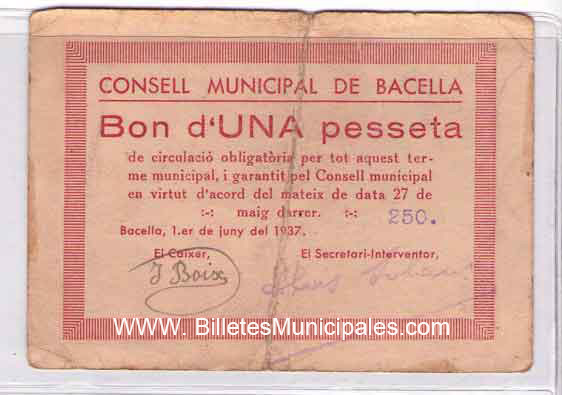 CONSELL MUNICIPAL DE BACELLA
Bon d'UNA pesseta
de circulació obligatòria per tot aquest ter-
me municipal, i garantit pel Consell municipal
en virtut d'acord del mateix de data 27 de
:-: maig darrer. :-: 250.
Bacella, 1.er de juny del 1937.
El Caixer, El Secretari-Interventor,
J Boix
WWW. BilletesMunicipales.com